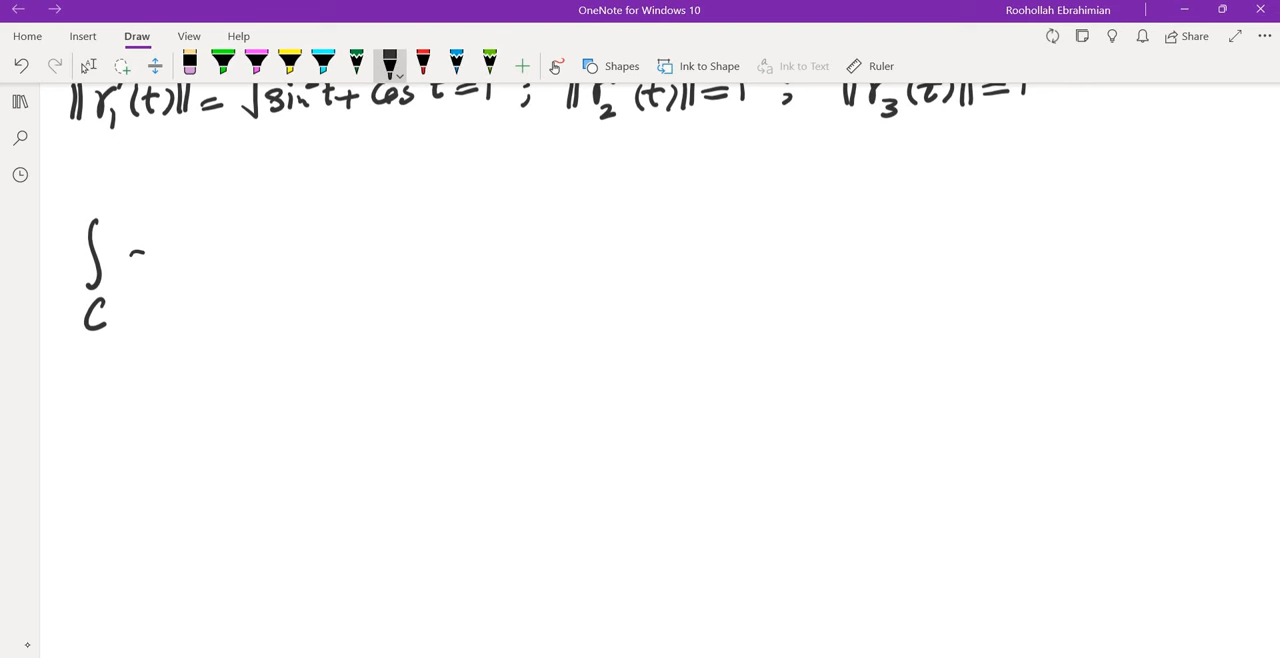 OneNote for Windows 10
Roohollah Ebrahimian
Home Insert Draw View Help
Share
Shapes Ink to Shape Ink to Text Ruler
‖r₁'(t)‖ = √sin²t + cos²t = 1 ; ‖r₂'(t)‖ = 1 ; ‖r₃'(t)‖ = 1
∫
C